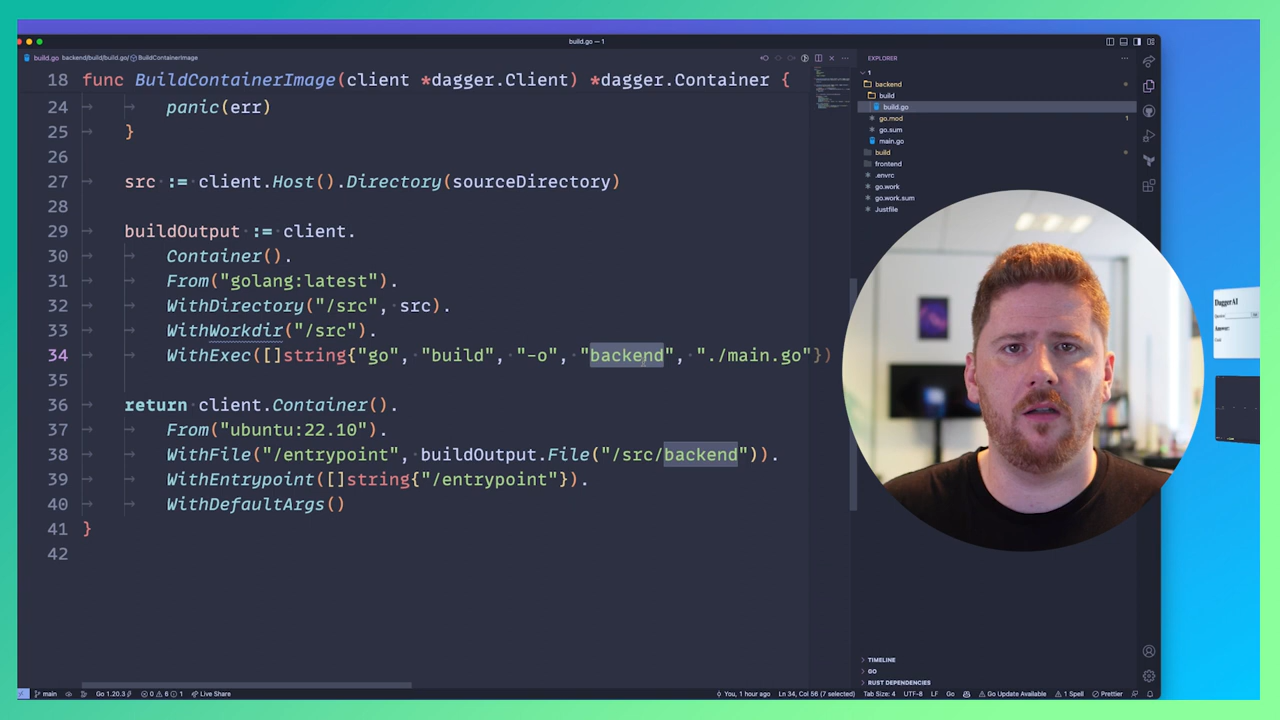 build.go — 1
build.go backend/build/build.go/ BuildContainerImage
18 func BuildContainerImage(client *dagger.Client) *dagger.Container {
24 panic(err)
25 }
26
27 src := client.Host().Directory(sourceDirectory)
28
29 buildOutput := client.
30 Container().
31 From("golang:latest").
32 WithDirectory("/src", src).
33 WithWorkdir("/src").
34 WithExec([]string{"go", "build", "-o", "backend", "./main.go"})
35
36 return client.Container().
37 From("ubuntu:22.10").
38 WithFile("/entrypoint", buildOutput.File("/src/backend")).
39 WithEntrypoint([]string{"/entrypoint"}).
40 WithDefaultArgs()
41 }
42
EXPLORER
1
backend
build
build.go
go.mod 1
go.sum
main.go
build
frontend
.envrc
go.work
go.work.sum
Justfile
DaggerAI
Answer:
TIMELINE
GO
RUST DEPENDENCIES
main Go 1.20.3 0 6 1 Live Share
You, 1 hour ago Ln 34, Col 56 (7 selected) Tab Size: 4 UTF-8 LF Go Go Update Available 1 Spell Prettier